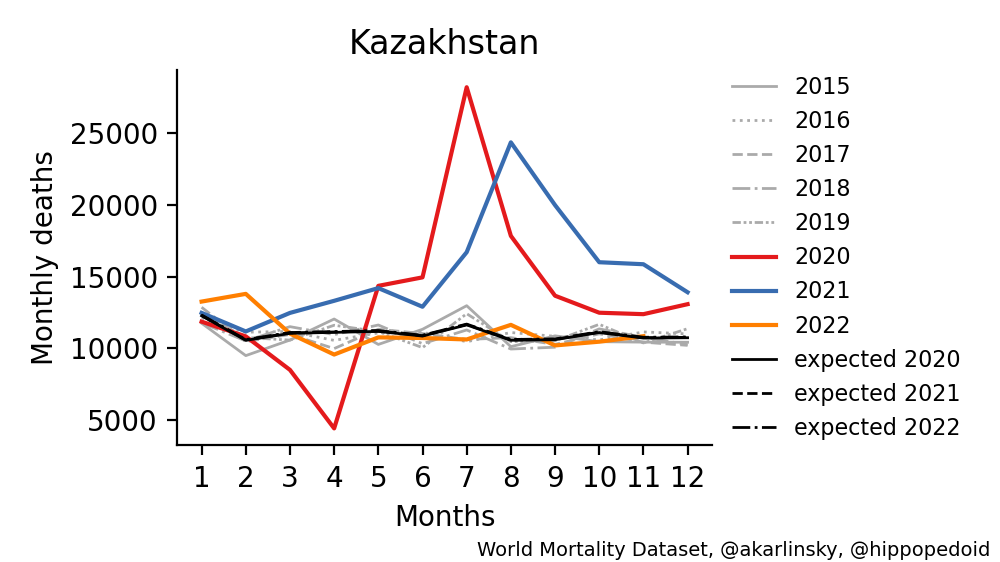 Kazakhstan
Monthly deaths
25000
20000
15000
10000
5000
1 2 3 4 5 6 7 8 9 10 11 12
Months
2015
2016
2017
2018
2019
2020
2021
2022
expected 2020
expected 2021
expected 2022
World Mortality Dataset, @akarlinsky, @hippopedoid